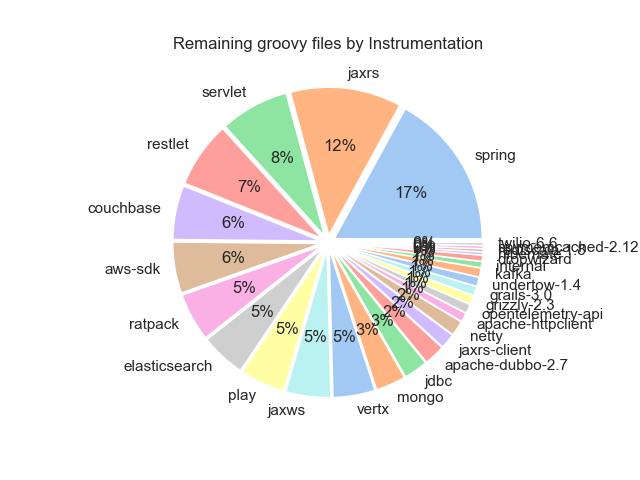 Remaining groovy files by Instrumentation
spring
17%
jaxrs
12%
servlet
8%
restlet
7%
couchbase
6%
aws-sdk
6%
ratpack
5%
elasticsearch
5%
play
5%
jaxws
5%
vertx
5%
mongo
3%
jdbc
3%
apache-dubbo-2.7
2%
jaxrs-client
2%
netty
2%
apache-httpclient
opentelemetry-api
grizzly-2.3
grails-3.0
undertow-1.4
kafka
internal
dropwizard
twilio-6.6